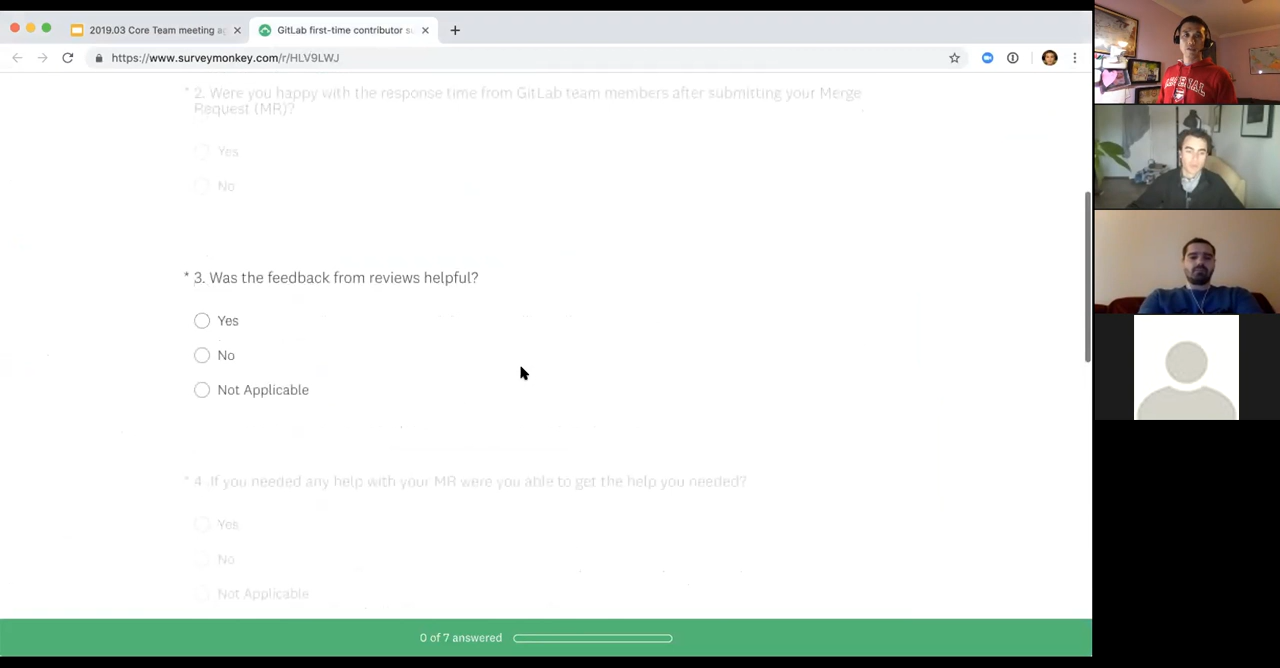 2019.03 Core Team meeting ag
GitLab first-time contributor su
https://www.surveymonkey.com/r/HLV9LWJ
* 2. Were you happy with the response time from GitLab team members after submitting your Merge
Request (MR)?
Yes
No
* 3. Was the feedback from reviews helpful?
Yes
No
Not Applicable
* 4. If you needed any help with your MR were you able to get the help you needed?
Yes
No
Not Applicable
0 of 7 answered